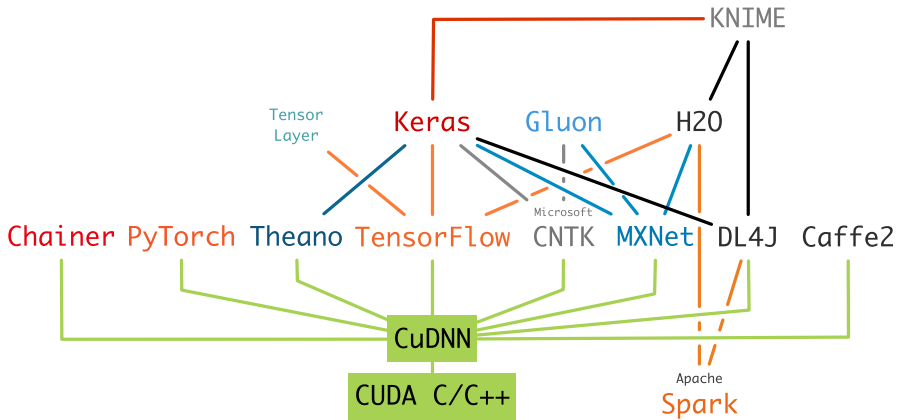 KNIME
Tensor
Layer
Keras
Gluon
H2O
Chainer
PyTorch
Theano
TensorFlow
Microsoft
CNTK
MXNet
DL4J
Caffe2
CuDNN
CUDA C/C++
Apache
Spark